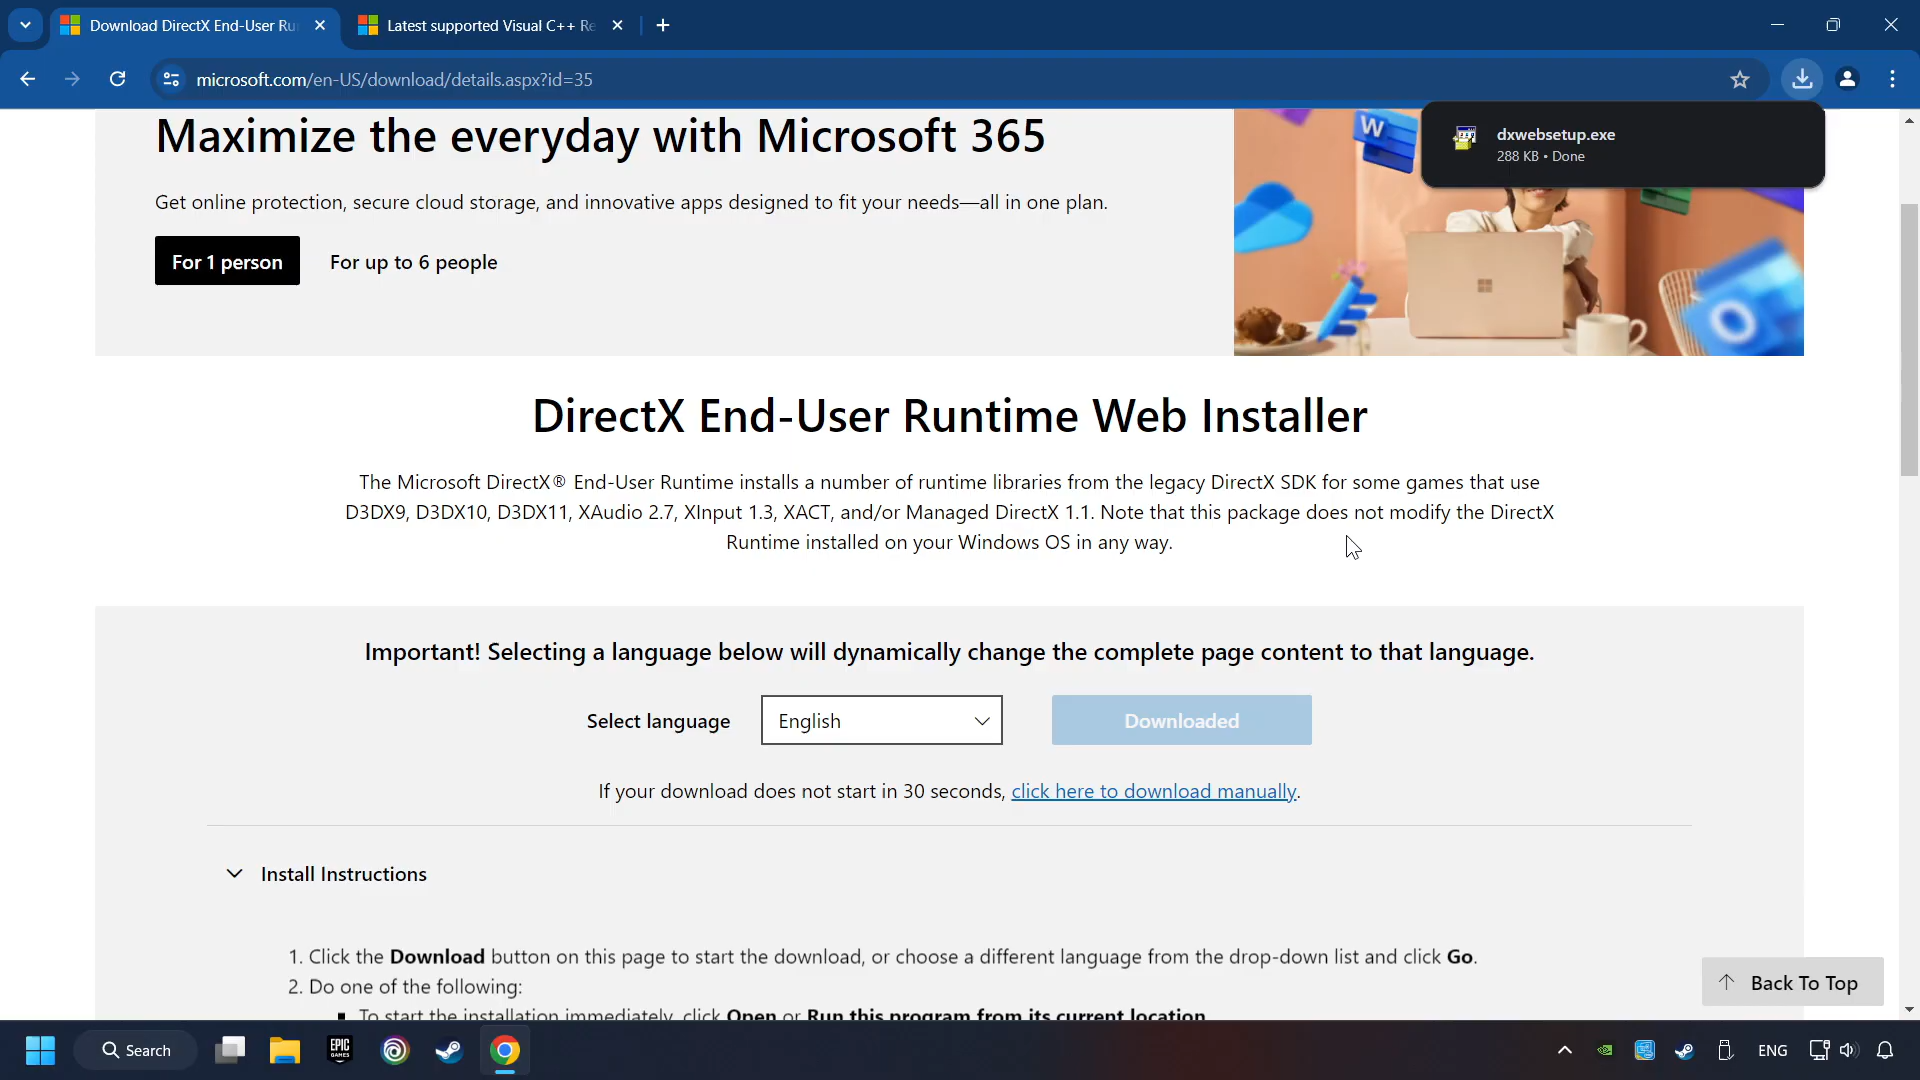 Download DirectX End-User Ru
Latest supported Visual C++ Re
microsoft.com/en-US/download/details.aspx?id=35
dxwebsetup.exe
288 KB • Done
Maximize the everyday with Microsoft 365
Get online protection, secure cloud storage, and innovative apps designed to fit your needs—all in one plan.
For 1 person
For up to 6 people
W
DirectX End-User Runtime Web Installer
The Microsoft DirectX® End-User Runtime installs a number of runtime libraries from the legacy DirectX SDK for some games that use
D3DX9, D3DX10, D3DX11, XAudio 2.7, XInput 1.3, XACT, and/or Managed DirectX 1.1. Note that this package does not modify the DirectX
Runtime installed on your Windows OS in any way.
Important! Selecting a language below will dynamically change the complete page content to that language.
Select language
English
Downloaded
If your download does not start in 30 seconds, click here to download manually.
Install Instructions
1. Click the Download button on this page to start the download, or choose a different language from the drop-down list and click Go.
2. Do one of the following:
▪ To start the installation immediately, click Open or Run this program from its current location
Back To Top
Search
EPIC
GAMES
ENG